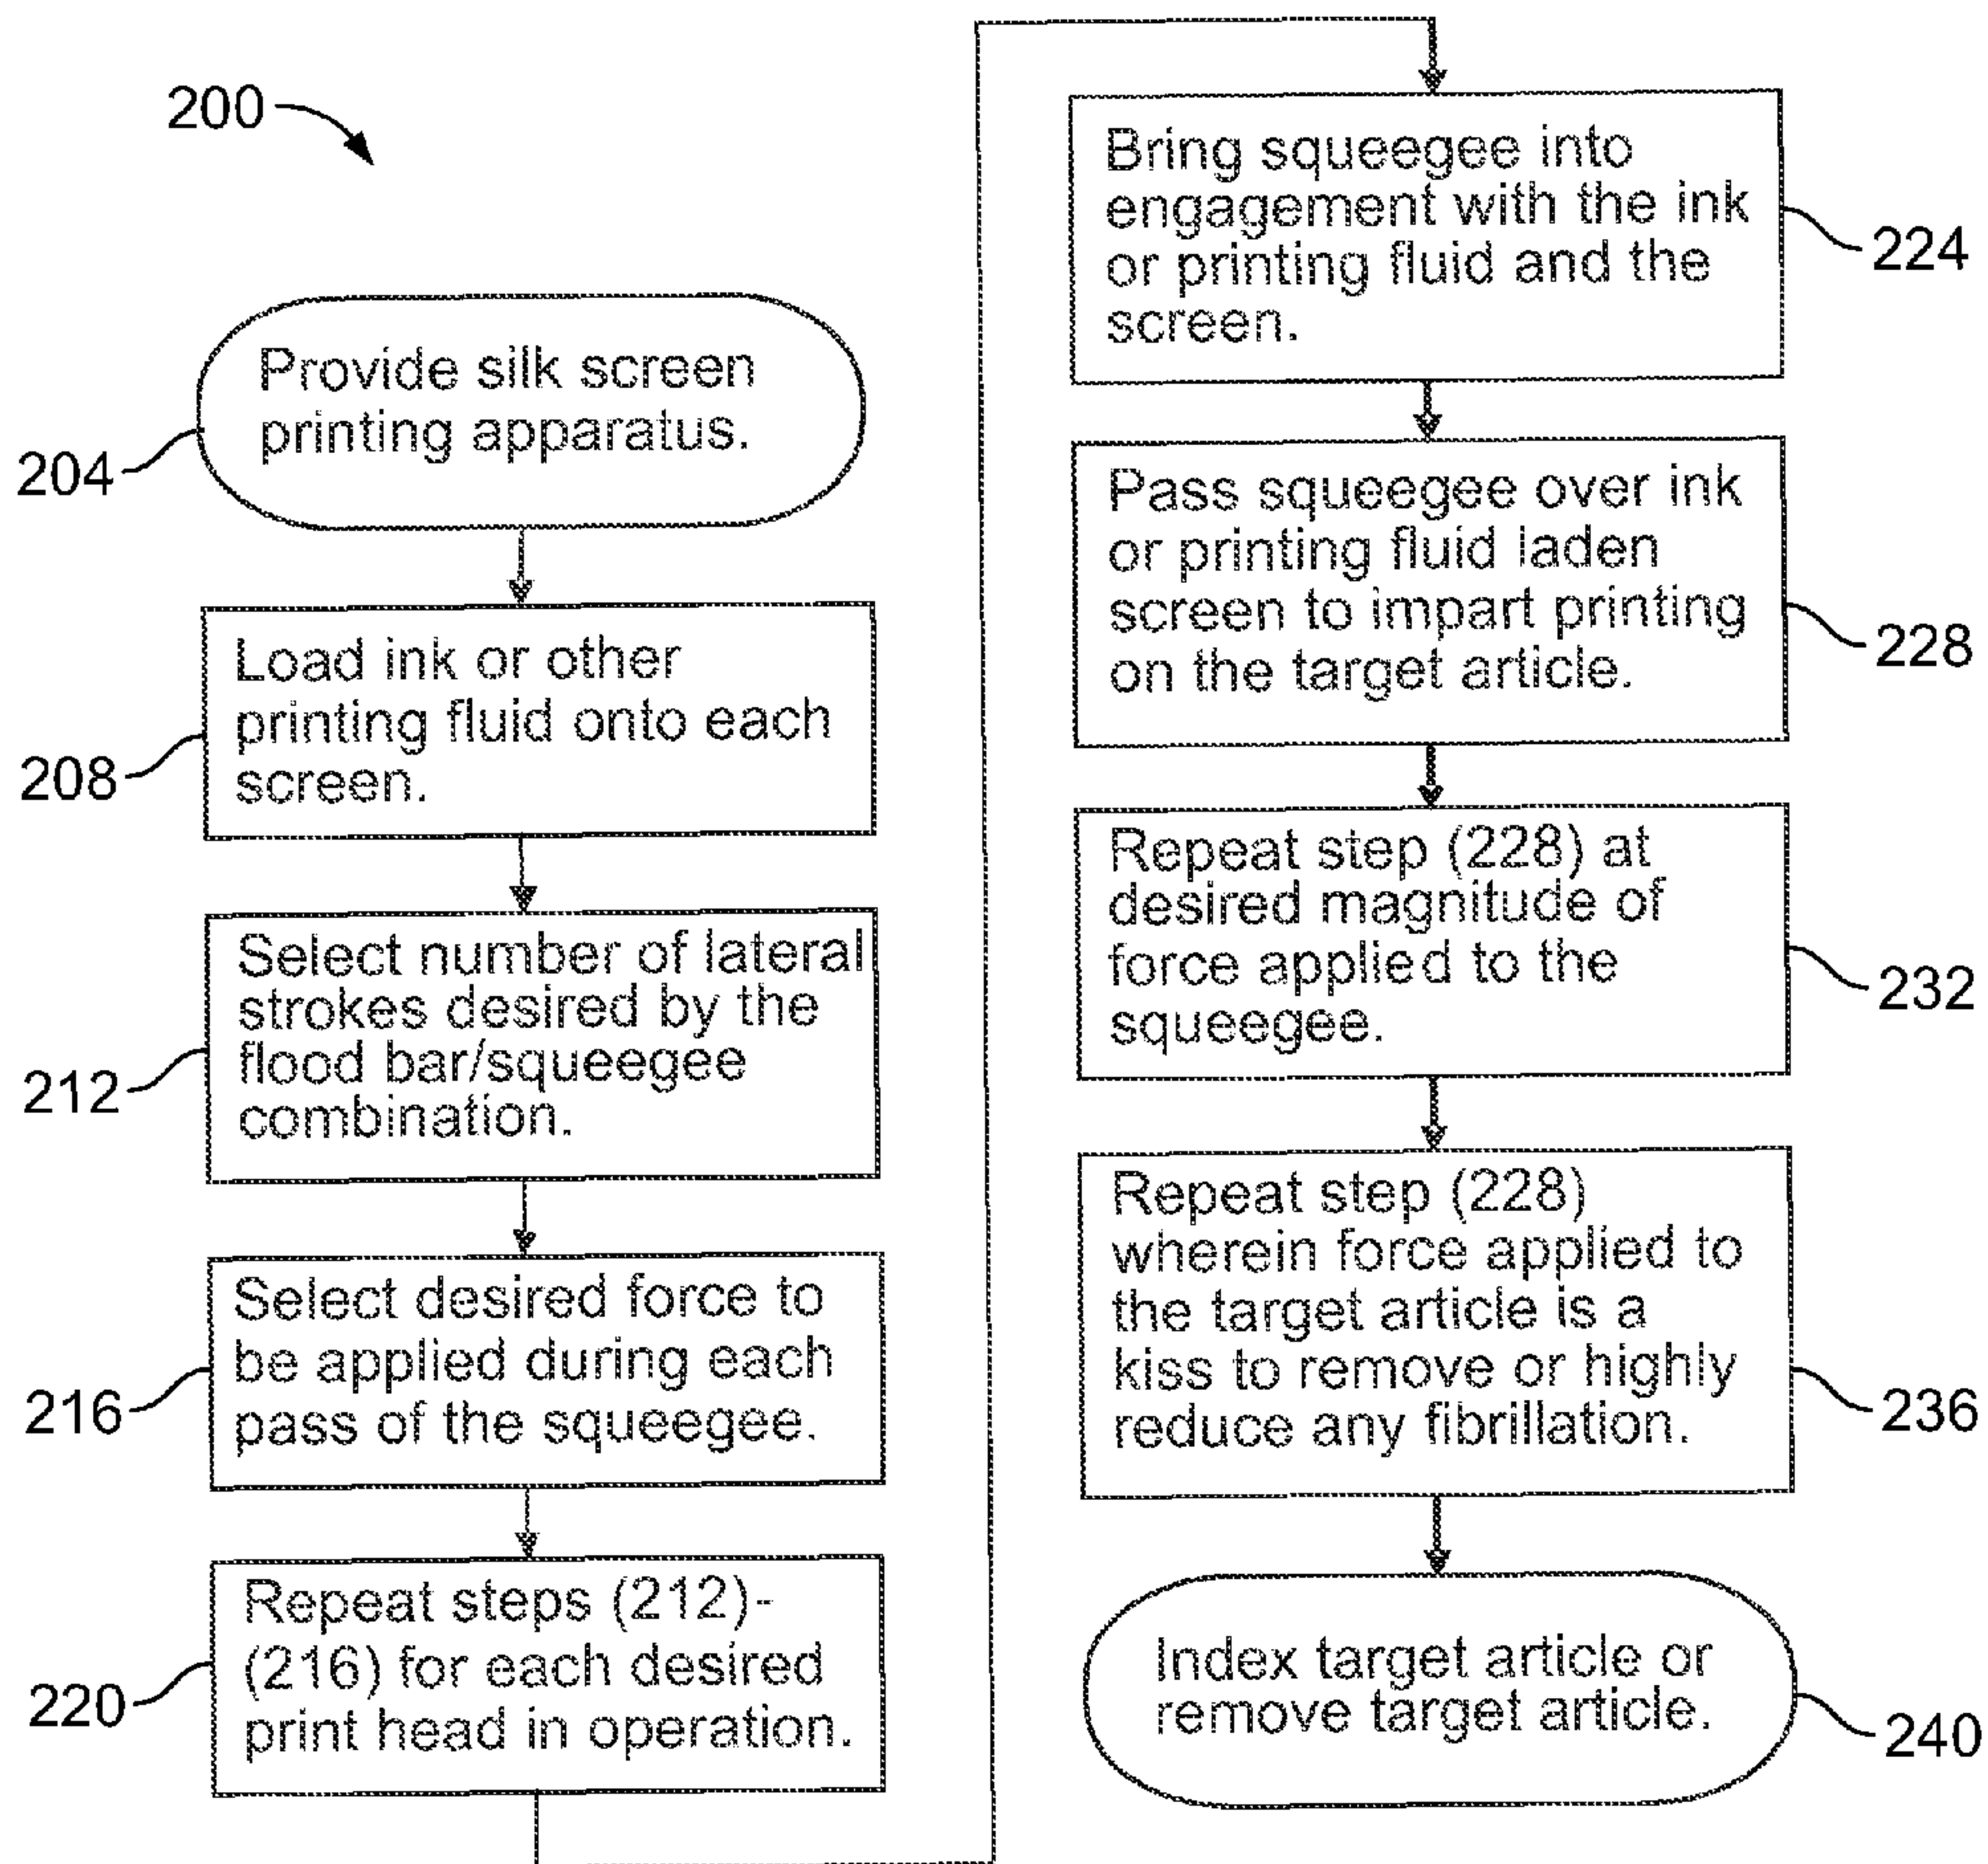 200
Provide silk screen
printing apparatus.
204
Load ink or other
printing fluid onto each
screen.
208
Select number of lateral
strokes desired by the
flood bar/squeegee
combination.
212
Select desired force to
be applied during each
pass of the squeegee.
216
Repeat steps (212)-
(216) for each desired
print head in operation.
220
Bring squeegee into
engagement with the ink
or printing fluid and the
screen.
224
Pass squeegee over ink
or printing fluid laden
screen to impart printing
on the target article.
228
Repeat step (228) at
desired magnitude of
force applied to the
squeegee.
232
Repeat step (228)
wherein force applied to
the target article is a
kiss to remove or highly
reduce any fibrillation.
236
Index target article or
remove target article.
240